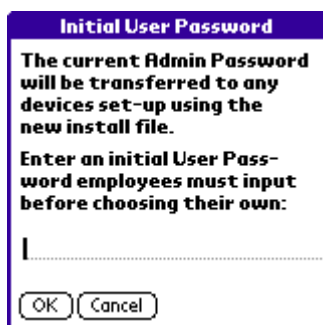 Initial User Password
The current Admin Password
will be transferred to any
devices set-up using the
new install file.
Enter an initial User Pass-
word employees must input
before choosing their own:
OK Cancel